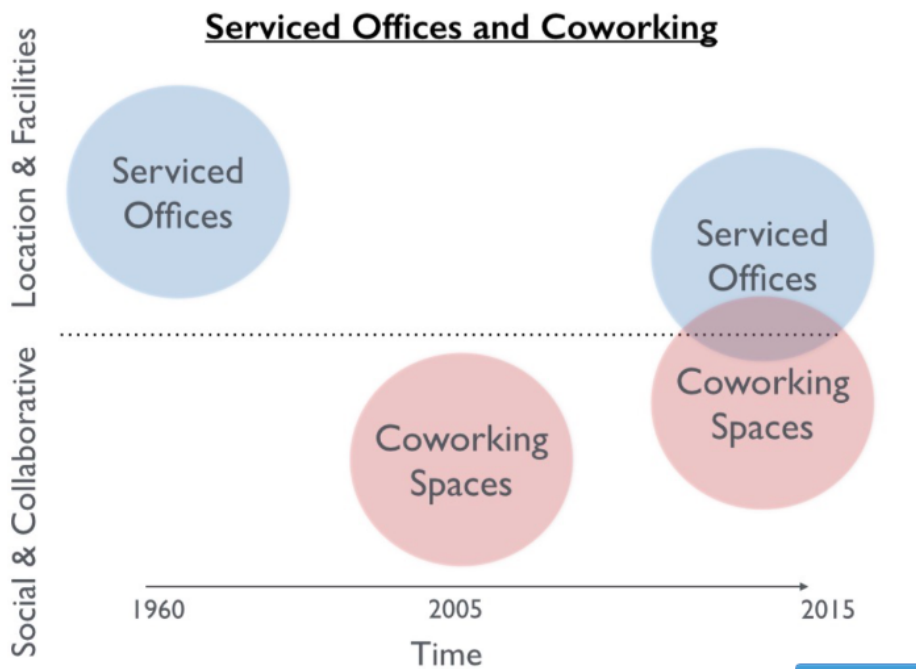 Serviced Offices and Coworking
Location & Facilities
Serviced
Offices
Serviced
Offices
Social & Collaborative
Coworking
Spaces
Coworking
Spaces
1960
2005
2015
Time